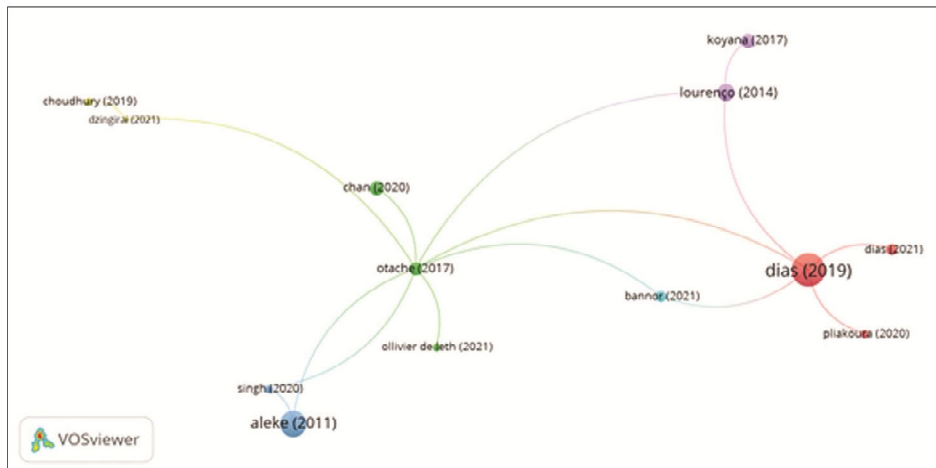 koyana (2017)
lourenço (2014)
choudhury (2019)
dzingirai (2021)
chan (2020)
otache (2017)
dias (2021)
dias (2019)
bannor (2021)
pliakoura (2020)
ollivier de leth (2021)
singh (2020)
aleke (2011)
VOSviewer